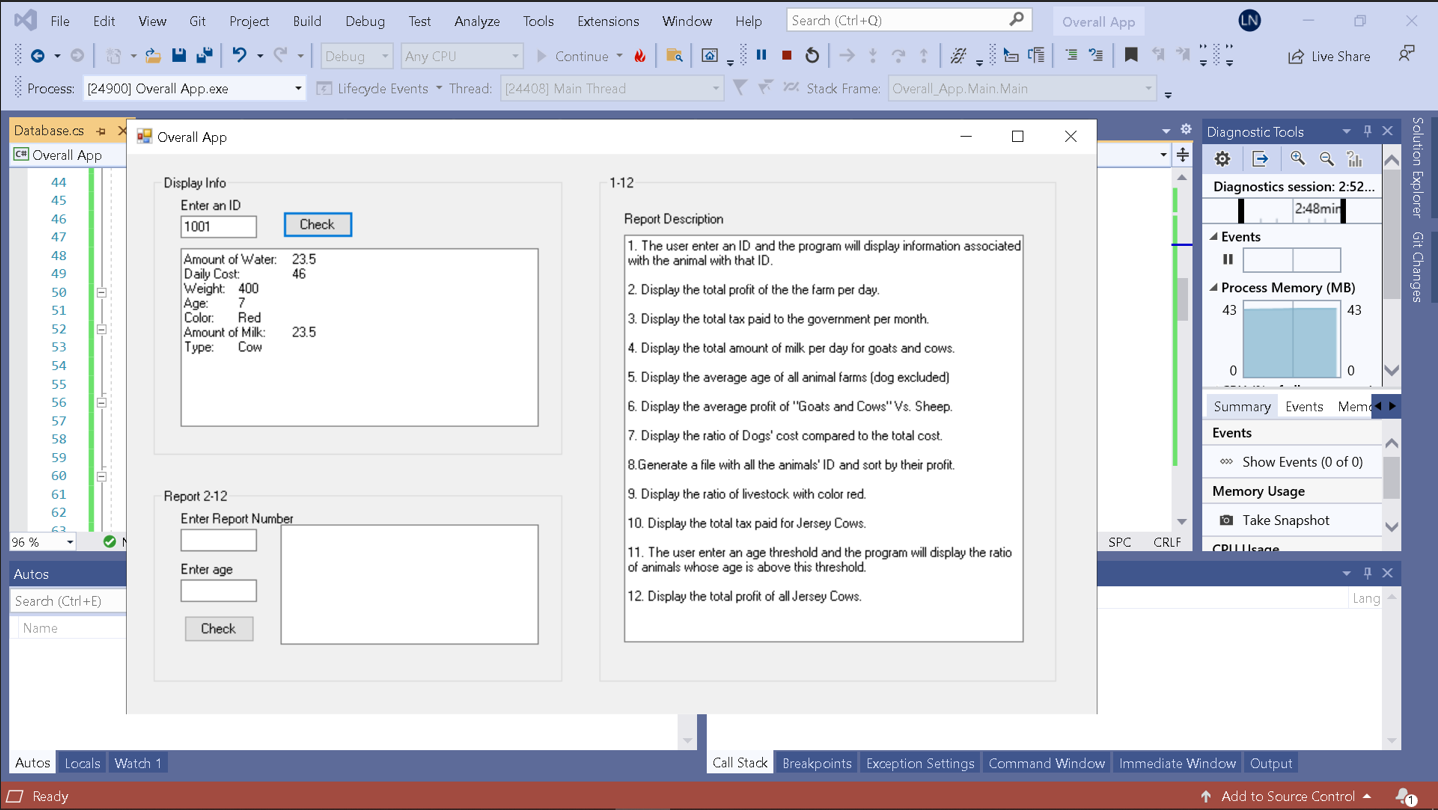 File Edit View Git Project Build Debug Test Analyze Tools Extensions Window Help Search (Ctrl+Q) Overall App LN
Debug Any CPU Continue Live Share
Process: [24900] Overall App.exe Lifecycle Events Thread: [24408] Main Thread Stack Frame: Overall_App.Main.Main
Database.cs
C# Overall App
44
45
46
47
48
49
50
51
52
53
54
55
56
57
58
59
60
61
62
63
96 %
Overall App
Display Info
Enter an ID
1001 Check
Amount of Water: 23.5
Daily Cost: 46
Weight: 400
Age: 7
Color: Red
Amount of Milk: 23.5
Type: Cow
Report 2-12
Enter Report Number
Enter age
Check
1-12
Report Description
1. The user enter an ID and the program will display information associated
with the animal with that ID.
2. Display the total profit of the the farm per day.
3. Display the total tax paid to the government per month.
4. Display the total amount of milk per day for goats and cows.
5. Display the average age of all animal farms (dog excluded)
6. Display the average profit of "Goats and Cows" Vs. Sheep.
7. Display the ratio of Dogs' cost compared to the total cost.
8.Generate a file with all the animals' ID and sort by their profit.
9. Display the ratio of livestock with color red.
10. Display the total tax paid for Jersey Cows.
11. The user enter an age threshold and the program will display the ratio
of animals whose age is above this threshold.
12. Display the total profit of all Jersey Cows.
SPC CRLF
Diagnostic Tools
Diagnostics session: 2:52...
2:48min
Events
Process Memory (MB)
43 43
0 0
Summary Events Memo
Events
Show Events (0 of 0)
Memory Usage
Take Snapshot
CPU Usage
Solution Explorer
Git Changes
Autos
Search (Ctrl+E)
Name
Lang
Autos Locals Watch 1
Call Stack Breakpoints Exception Settings Command Window Immediate Window Output
Ready Add to Source Control 1